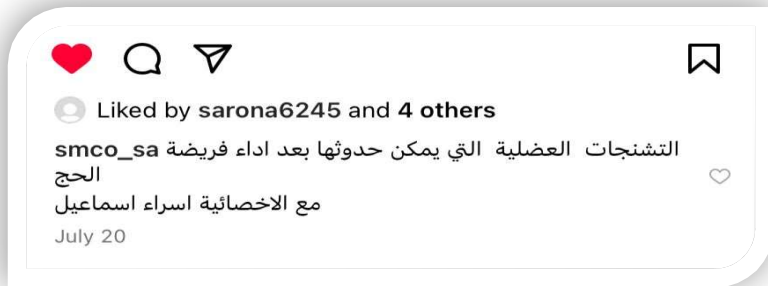 Liked by sarona6245 and 4 others
smco_sa التشنجات العضلية التي يمكن حدوثها بعد اداء فريضة
الحج
مع الاخصائية اسراء اسماعيل
July 20